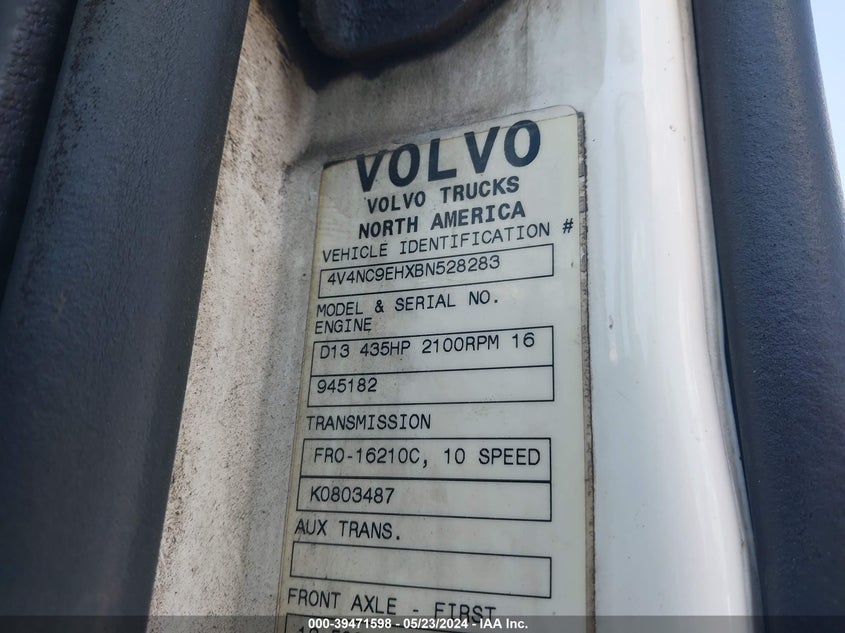 VOLVO
VOLVO TRUCKS
NORTH AMERICA
VEHICLE IDENTIFICATION #
4V4NC9EHXBN528283
MODEL & SERIAL NO.
ENGINE
D13 435HP 2100RPM 16
945182
TRANSMISSION
FRO-16210C, 10 SPEED
K0803487
AUX TRANS.
FRONT AXLE - FIRST
000-39471598 - 05/23/2024 - IAA Inc.